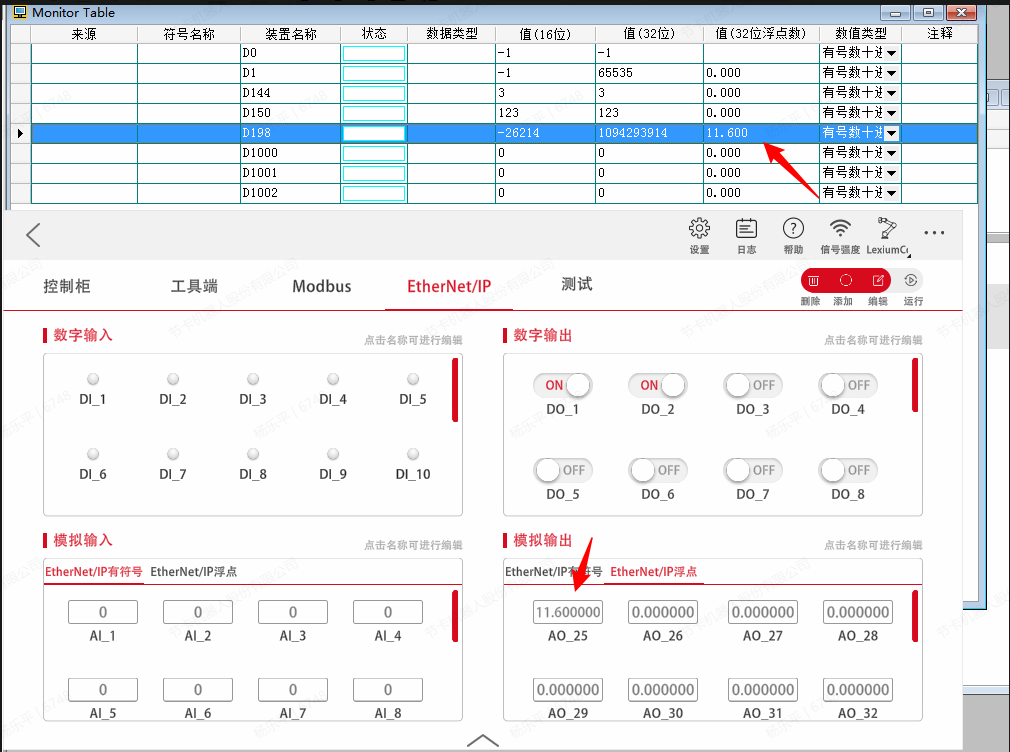 Monitor Table
来源 符号名称 装置名称 状态 数据类型 值(16位) 值(32位) 值(32位浮点数) 数值类型 注释
D0 -1 -1 有号数十进
D1 -1 65535 0.000 有号数十进
D144 3 3 0.000 有号数十进
D150 123 123 0.000 有号数十进
D198 -26214 1094293914 11.600 有号数十进
D1000 0 0 0.000 有号数十进
D1001 0 0 0.000 有号数十进
D1002 0 0 0.000 有号数十进
设置 日志 帮助 信号强度 LexiumCo
控制柜 工具端 Modbus EtherNet/IP 测试
删除 添加 编辑 运行
数字输入 点击名称可进行编辑
DI_1 DI_2 DI_3 DI_4 DI_5
DI_6 DI_7 DI_8 DI_9 DI_10
数字输出 点击名称可进行编辑
ON ON OFF OFF
DO_1 DO_2 DO_3 DO_4
OFF OFF OFF OFF
DO_5 DO_6 DO_7 DO_8
模拟输入 点击名称可进行编辑
EtherNet/IP有符号 EtherNet/IP浮点
0 0 0 0
AI_1 AI_2 AI_3 AI_4
0 0 0 0
AI_5 AI_6 AI_7 AI_8
模拟输出 点击名称可进行编辑
EtherNet/IP有符号 EtherNet/IP浮点
11.600000 0.000000 0.000000 0.000000
AO_25 AO_26 AO_27 AO_28
0.000000 0.000000 0.000000 0.000000
AO_29 AO_30 AO_31 AO_32